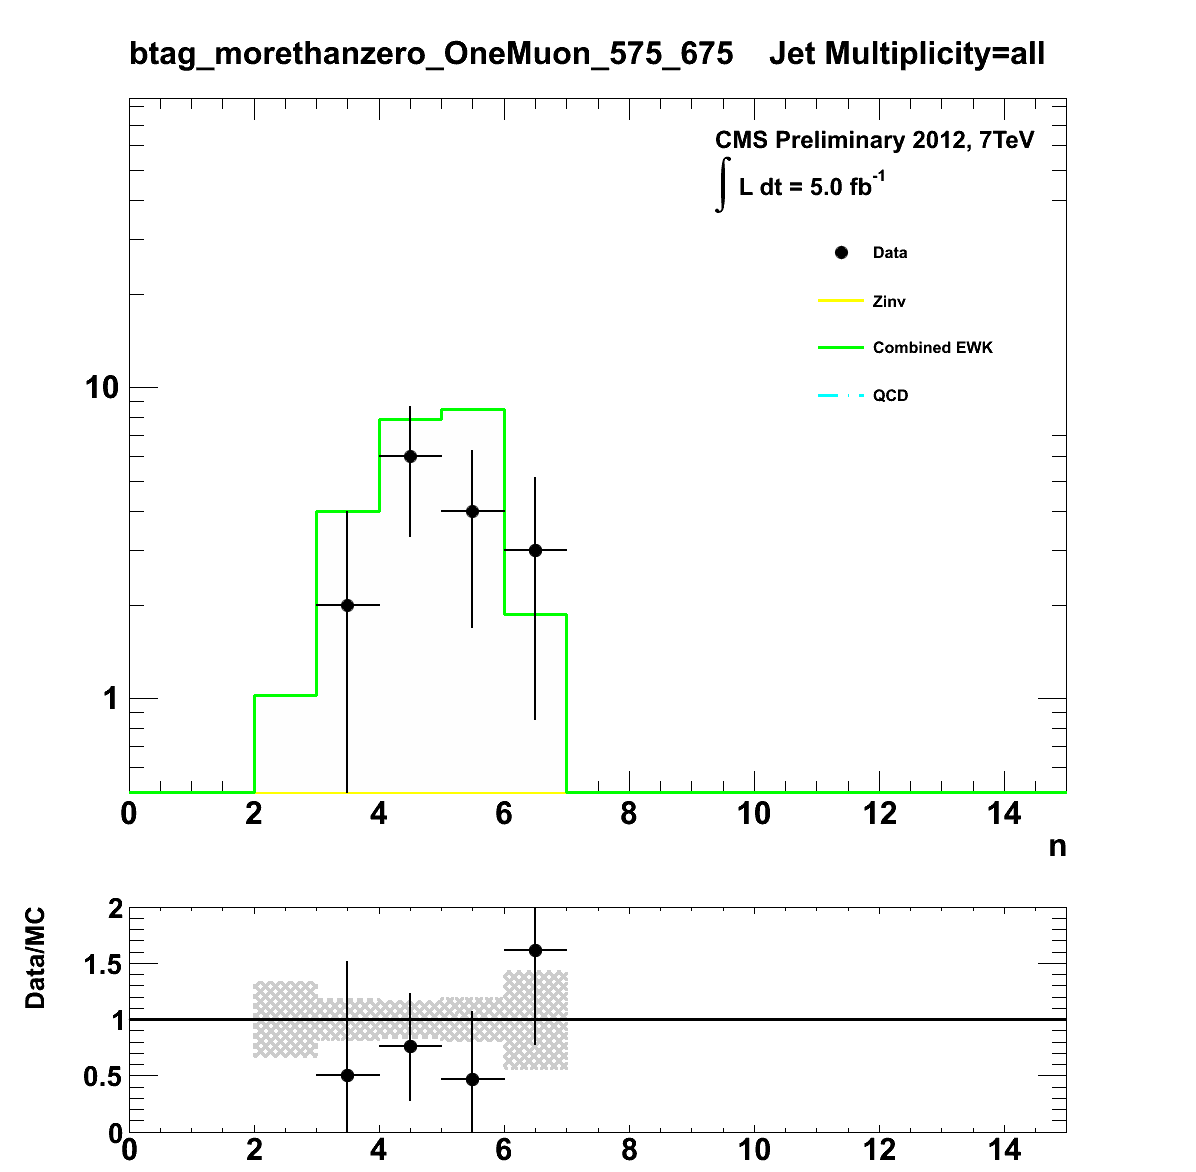 btag_morethanzero_OneMuon_575_675 Jet Multiplicity=all
CMS Preliminary 2012, 7TeV
∫ L dt = 5.0 fb⁻¹
Data
Zinv
Combined EWK
QCD
10
1
0 2 4 6 8 10 12 14
n
Data/MC
2
1.5
1
0.5
0
0 2 4 6 8 10 12 14